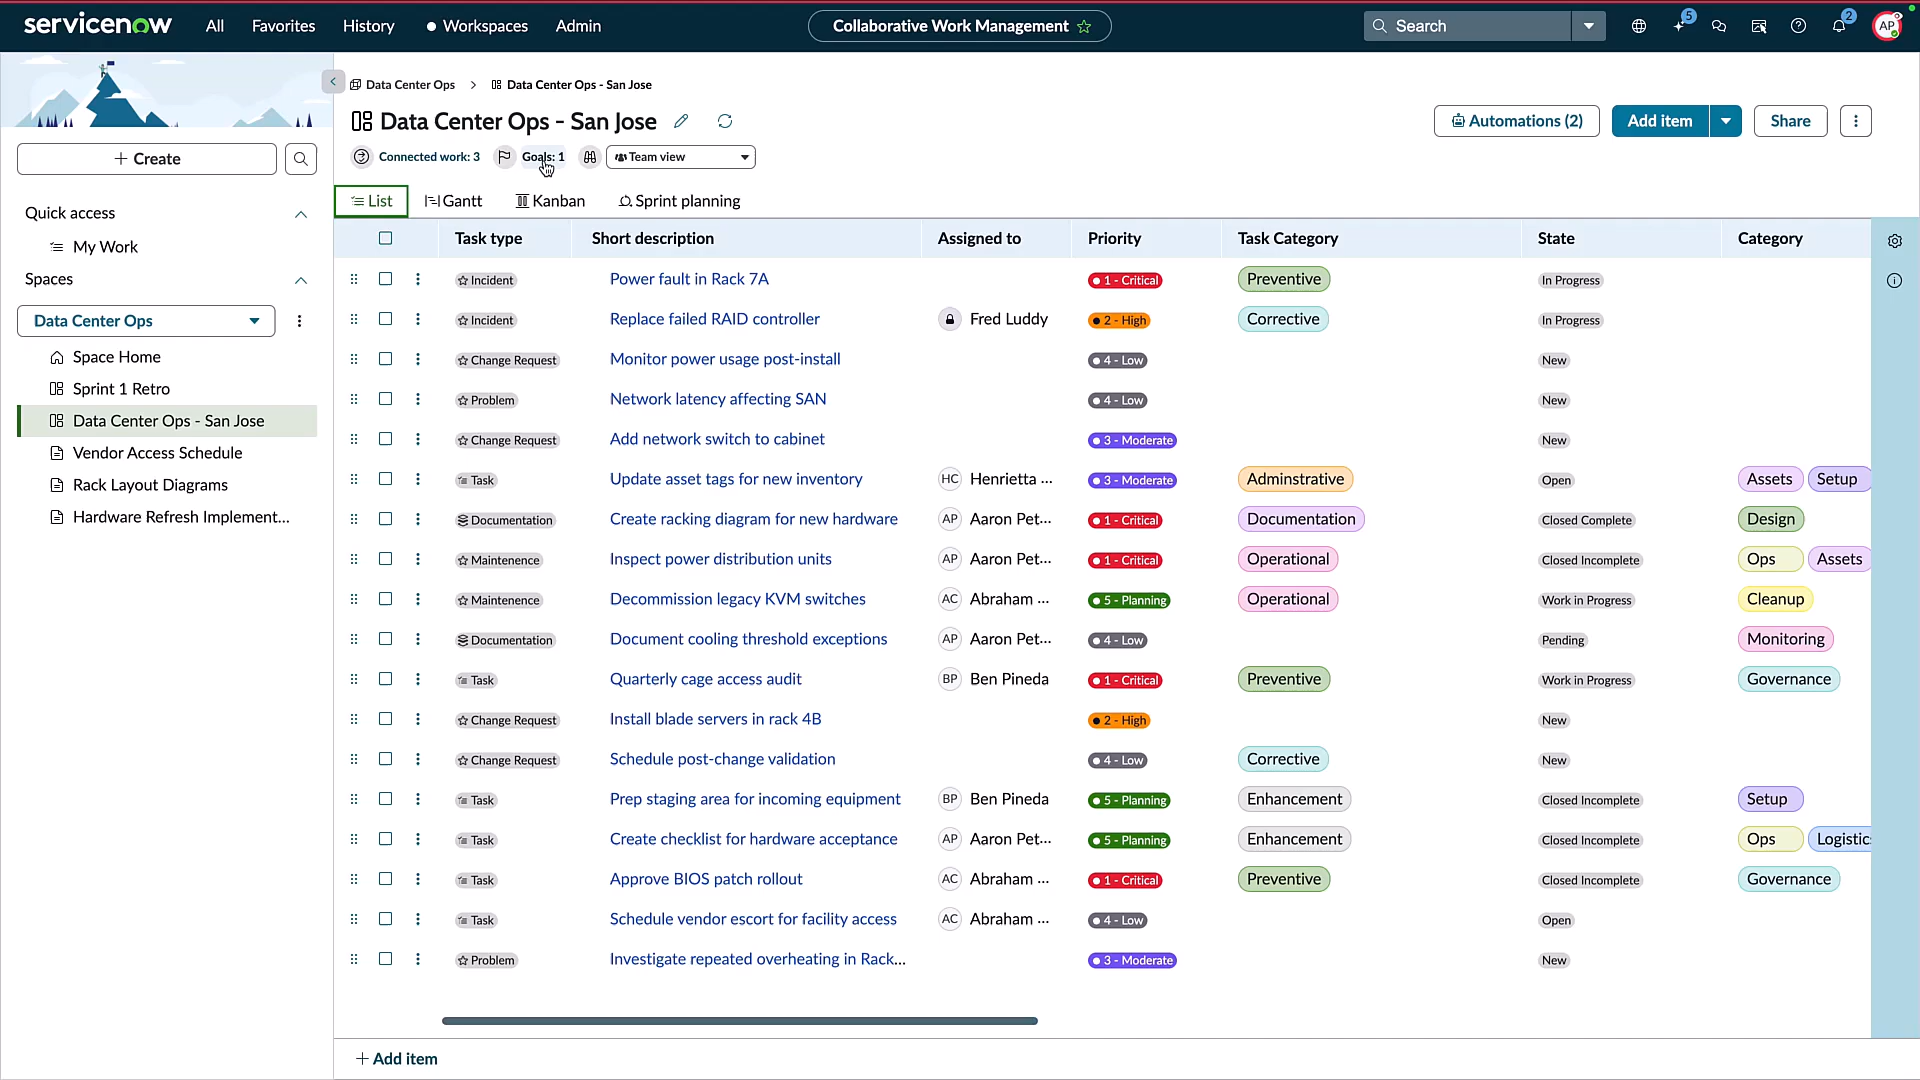 servicenow All Favorites History Workspaces Admin Collaborative Work Management Search 5 2 AP
Data Center Ops > Data Center Ops - San Jose
Data Center Ops - San Jose Automations (2) Add item Share
Connected work: 3 Goals: 1 Team view
+ Create
List Gantt Kanban Sprint planning
Quick access
My Work
Spaces
Data Center Ops
Space Home
Sprint 1 Retro
Data Center Ops - San Jose
Vendor Access Schedule
Rack Layout Diagrams
Hardware Refresh Implement...
Task type Short description Assigned to Priority Task Category State Category
Incident Power fault in Rack 7A 1 - Critical Preventive In Progress
Incident Replace failed RAID controller Fred Luddy 2 - High Corrective In Progress
Change Request Monitor power usage post-install 4 - Low New
Problem Network latency affecting SAN 4 - Low New
Change Request Add network switch to cabinet 3 - Moderate New
Task Update asset tags for new inventory HC Henrietta ... 3 - Moderate Adminstrative Open Assets Setup
Documentation Create racking diagram for new hardware AP Aaron Pet... 1 - Critical Documentation Closed Complete Design
Maintenence Inspect power distribution units AP Aaron Pet... 1 - Critical Operational Closed Incomplete Ops Assets
Maintenence Decommission legacy KVM switches AC Abraham ... 5 - Planning Operational Work in Progress Cleanup
Documentation Document cooling threshold exceptions AP Aaron Pet... 4 - Low Pending Monitoring
Task Quarterly cage access audit BP Ben Pineda 1 - Critical Preventive Work in Progress Governance
Change Request Install blade servers in rack 4B 2 - High New
Change Request Schedule post-change validation 4 - Low Corrective New
Task Prep staging area for incoming equipment BP Ben Pineda 5 - Planning Enhancement Closed Incomplete Setup
Task Create checklist for hardware acceptance AP Aaron Pet... 5 - Planning Enhancement Closed Incomplete Ops Logistic
Task Approve BIOS patch rollout AC Abraham ... 1 - Critical Preventive Closed Incomplete Governance
Task Schedule vendor escort for facility access AC Abraham ... 4 - Low Open
Problem Investigate repeated overheating in Rack... 3 - Moderate New
+ Add item